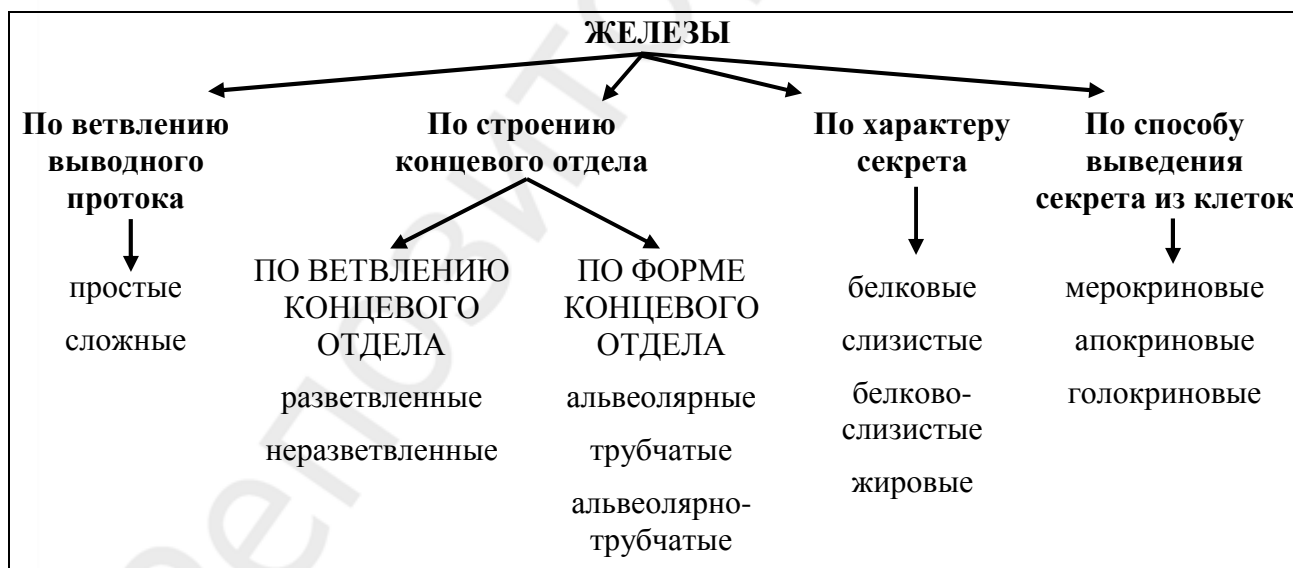 ЖЕЛЕЗЫ
По ветвлению
выводного
протока
простые
сложные
По строению
концевого отдела
ПО ВЕТВЛЕНИЮ
КОНЦЕВОГО
ОТДЕЛА
разветвленные
неразветвленные
ПО ФОРМЕ
КОНЦЕВОГО
ОТДЕЛА
альвеолярные
трубчатые
альвеолярно-
трубчатые
По характеру
секрета
белковые
слизистые
белково-
слизистые
жировые
По способу
выведения
секрета из клеток
мерокриновые
апокриновые
голокриновые